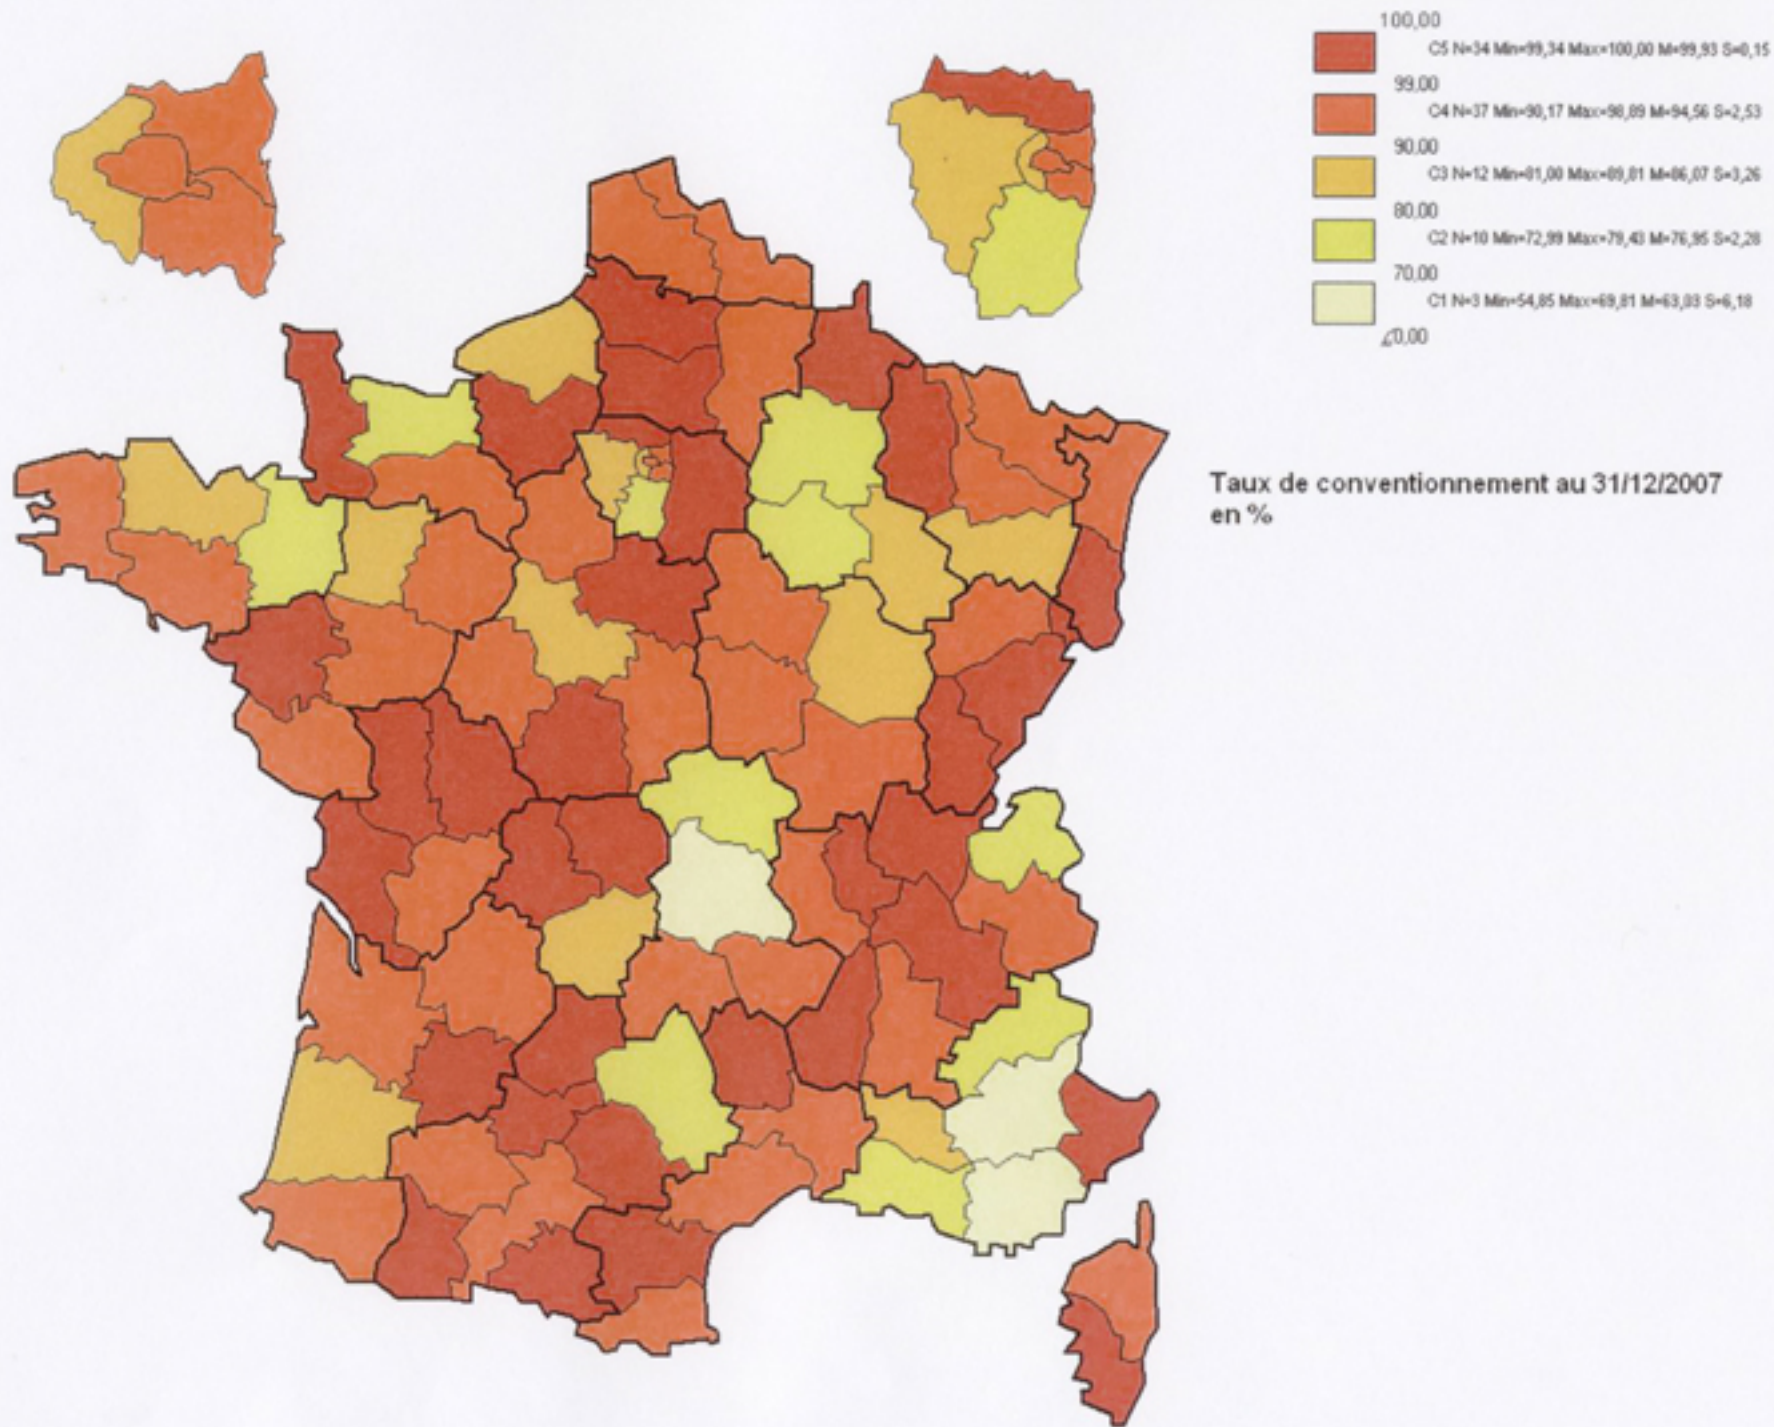 100,00
C5 N=34 Min=99,34 Max=100,00 M=99,93 S=0,15
99,00
C4 N=37 Min=90,17 Max=98,89 M=94,56 S=2,53
90,00
C3 N=12 Min=81,00 Max=89,81 M=86,07 S=3,26
80,00
C2 N=10 Min=72,99 Max=79,43 M=76,95 S=2,28
70,00
C1 N=3 Min=54,85 Max=69,81 M=63,03 S=6,18
Taux de conventionnement au 31/12/2007
en %